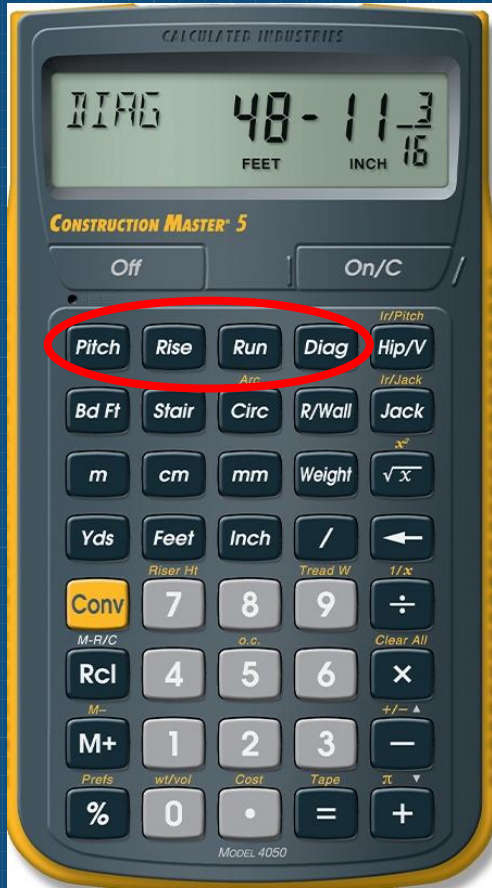 CALCULATED INDUSTRIES
DIAG 48-11 3/16
FEET INCH
CONSTRUCTION MASTER® 5
Off On/C
Ir/Pitch
Pitch Rise Run Diag Hip/V
Arc Ir/Jack
Bd Ft Stair Circ R/Wall Jack
x²
m cm mm Weight √x
Yds Feet Inch / ←
Riser Ht Tread W 1/x
Conv 7 8 9 ÷
M-R/C o.c. Clear All
Rcl 4 5 6 ×
M– +/– ▲
M+ 1 2 3 –
Prefs wt/vol Cost Tape π ▼
% 0 • = +
MODEL 4050